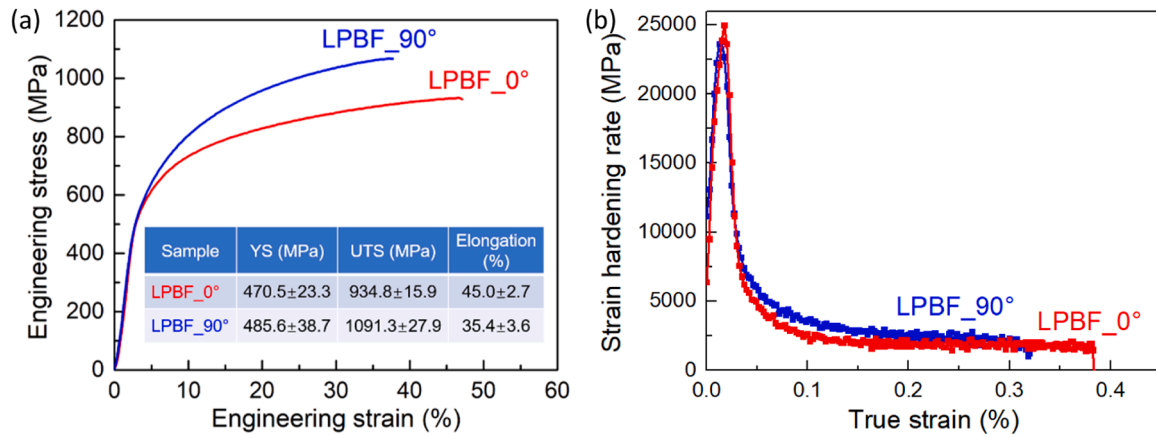 (a)
Engineering stress (MPa)
1200
1000
800
600
400
200
0
0 10 20 30 40 50 60
Engineering strain (%)
LPBF_90°
LPBF_0°
Sample YS (MPa) UTS (MPa) Elongation (%)
LPBF_0° 470.5±23.3 934.8±15.9 45.0±2.7
LPBF_90° 485.6±38.7 1091.3±27.9 35.4±3.6
(b)
Strain hardening rate (MPa)
25000
20000
15000
10000
5000
0
0.0 0.1 0.2 0.3 0.4
True strain (%)
LPBF_90°
LPBF_0°